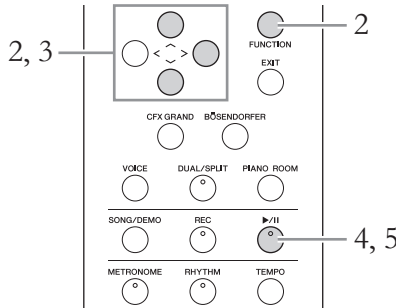 2, 3
2
FUNCTION
EXIT
CFX GRAND BÖSENDORFER
VOICE DUAL/SPLIT PIANO ROOM
SONG/DEMO REC ▶/II
4, 5
METRONOME RHYTHM TEMPO